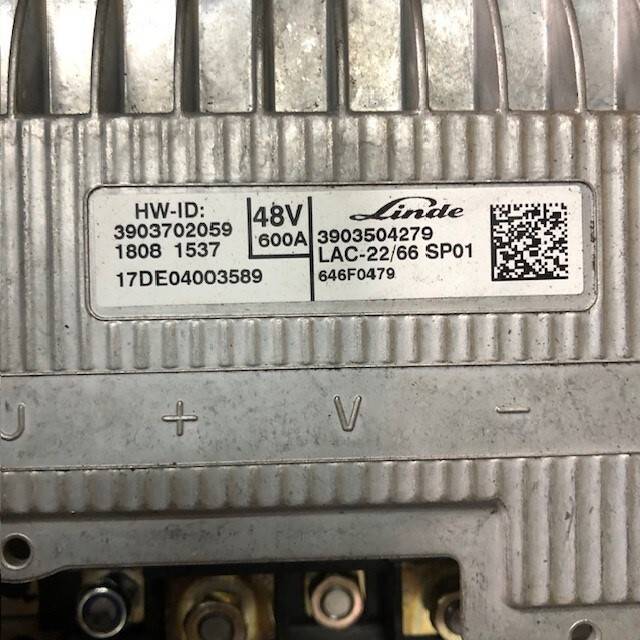 HW-ID:
3903702059
1808 1537
17DE04003589
48V
600A
Linde
3903504279
LAC-22/66 SP01
646F0479
U + V -